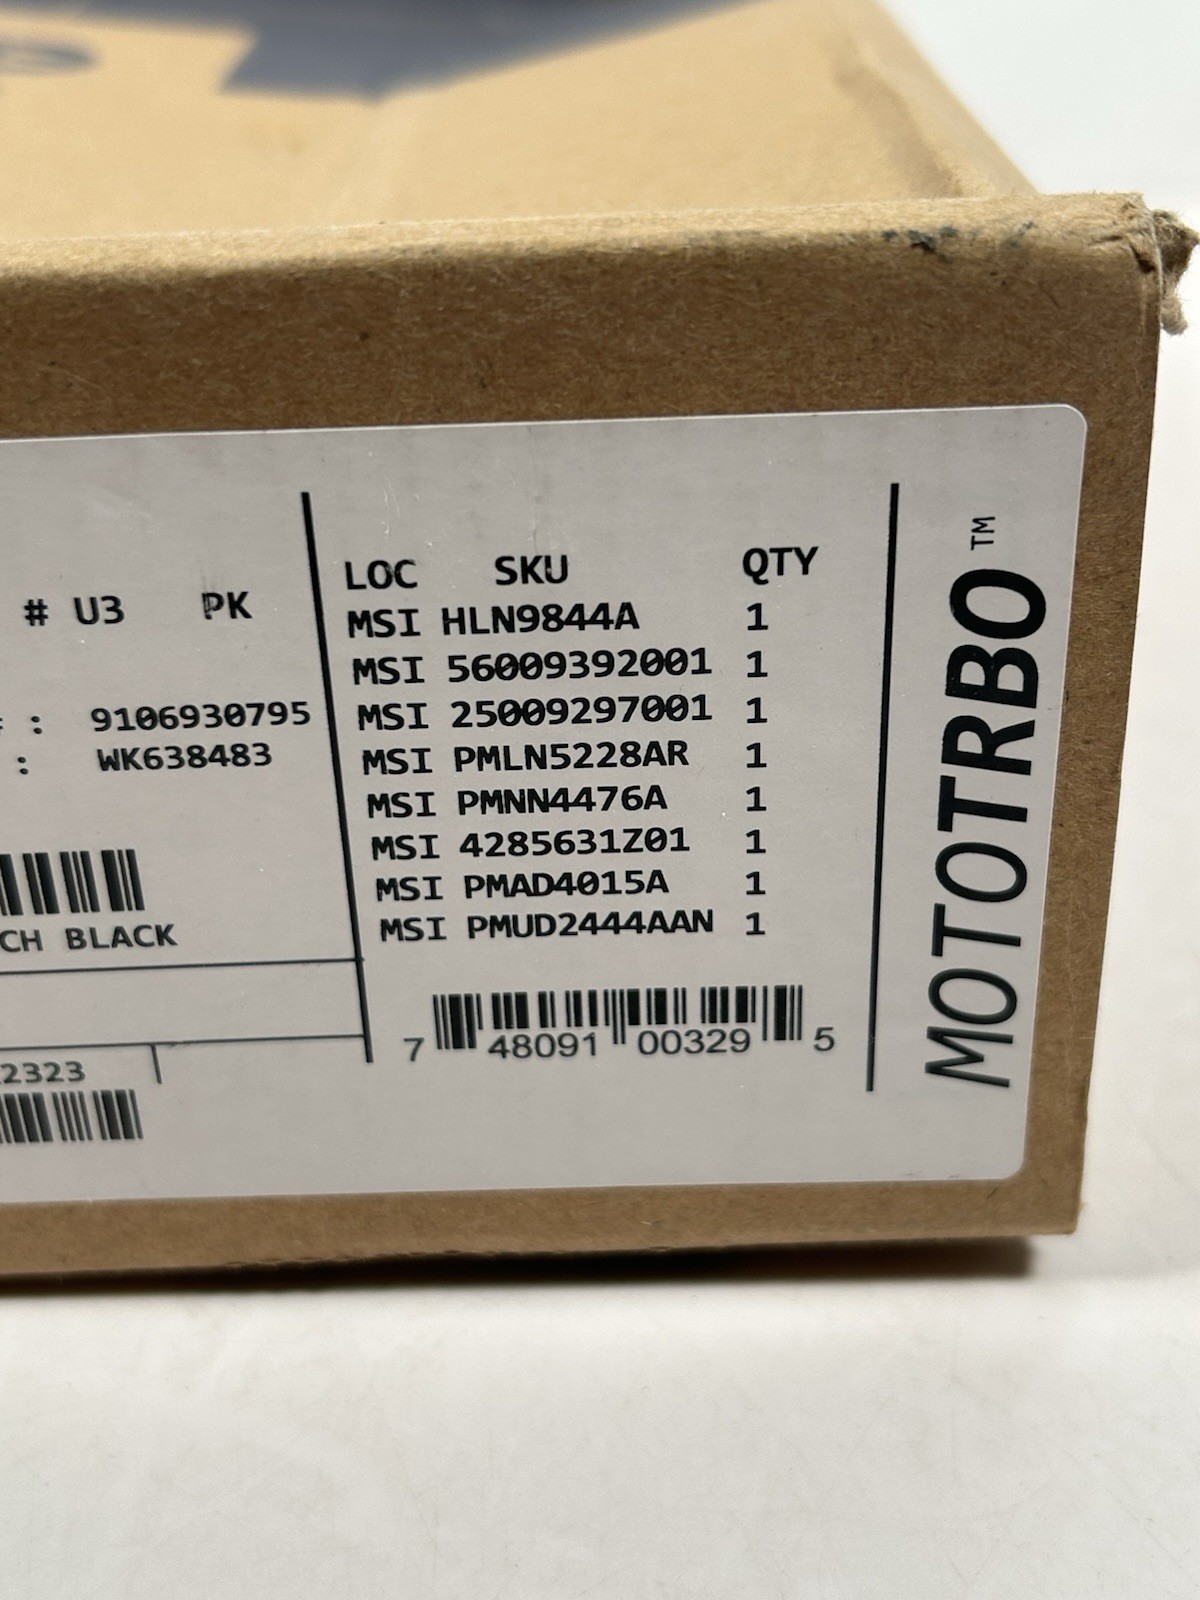 # U3 PK
: 9106930795
: WK638483
CH BLACK
2323
LOC SKU QTY
MSI HLN9844A 1
MSI 56009392001 1
MSI 25009297001 1
MSI PMLN5228AR 1
MSI PMNN4476A 1
MSI 4285631Z01 1
MSI PMAD4015A 1
MSI PMUD2444AAN 1
7 48091 00329 5
MOTOTRBO™